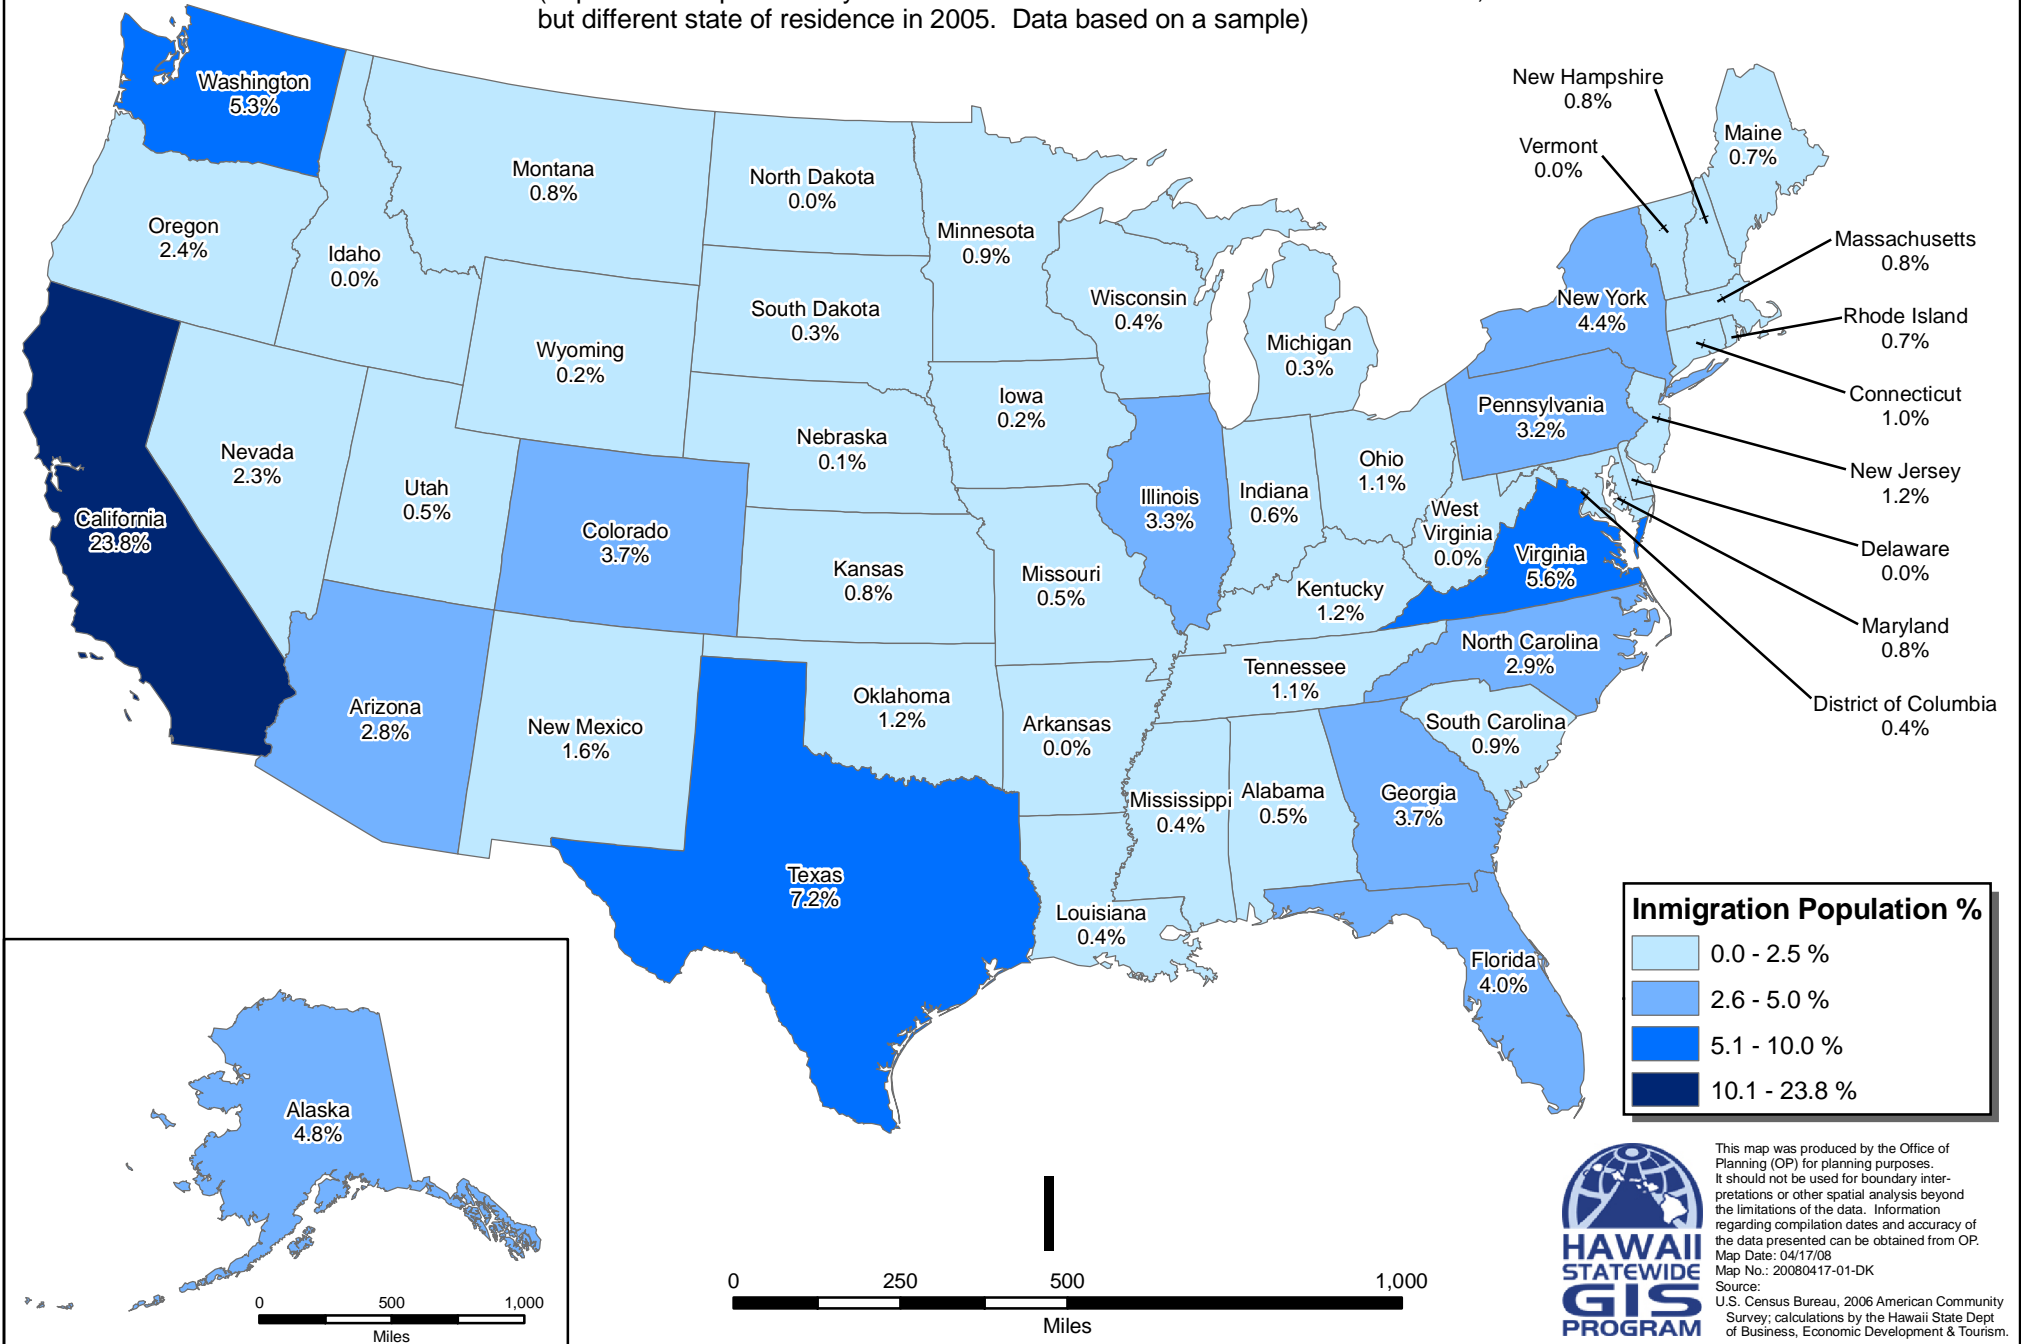 but different state of residence in 2005.  Data based on a sample)
Washington
5.3%
Oregon
2.4%
Idaho
0.0%
Montana
0.8%
North Dakota
0.0%
Minnesota
0.9%
South Dakota
0.3%
Wyoming
0.2%
Wisconsin
0.4%
Michigan
0.3%
New Hampshire
0.8%
Vermont
0.0%
Maine
0.7%
Massachusetts
0.8%
Rhode Island
0.7%
Connecticut
1.0%
New Jersey
1.2%
Delaware
0.0%
Maryland
0.8%
District of Columbia
0.4%
New York
4.4%
Pennsylvania
3.2%
Iowa
0.2%
Nebraska
0.1%
Nevada
2.3%
Utah
0.5%
California
23.8%
Colorado
3.7%
Kansas
0.8%
Missouri
0.5%
Illinois
3.3%
Indiana
0.6%
Ohio
1.1%
West
Virginia
0.0%
Virginia
5.6%
Kentucky
1.2%
North Carolina
2.9%
Tennessee
1.1%
South Carolina
0.9%
Arizona
2.8%
New Mexico
1.6%
Oklahoma
1.2%
Arkansas
0.0%
Mississippi
0.4%
Alabama
0.5%
Georgia
3.7%
Texas
7.2%
Louisiana
0.4%
Florida
4.0%
Alaska
4.8%
0 500 1,000
Miles
0 250 500 1,000
Miles
Inmigration Population %
0.0 - 2.5 %
2.6 - 5.0 %
5.1 - 10.0 %
10.1 - 23.8 %
HAWAII
STATEWIDE
GIS
PROGRAM
This map was produced by the Office of
Planning (OP) for planning purposes.
It should not be used for boundary inter-
pretations or other spatial analysis beyond
the limitations of the data.  Information
regarding compilation dates and accuracy of
the data presented can be obtained from OP.
Map Date: 04/17/08
Map No.: 20080417-01-DK
Source:
U.S. Census Bureau, 2006 American Community
Survey; calculations by the Hawaii State Dept
of Business, Economic Development & Tourism.